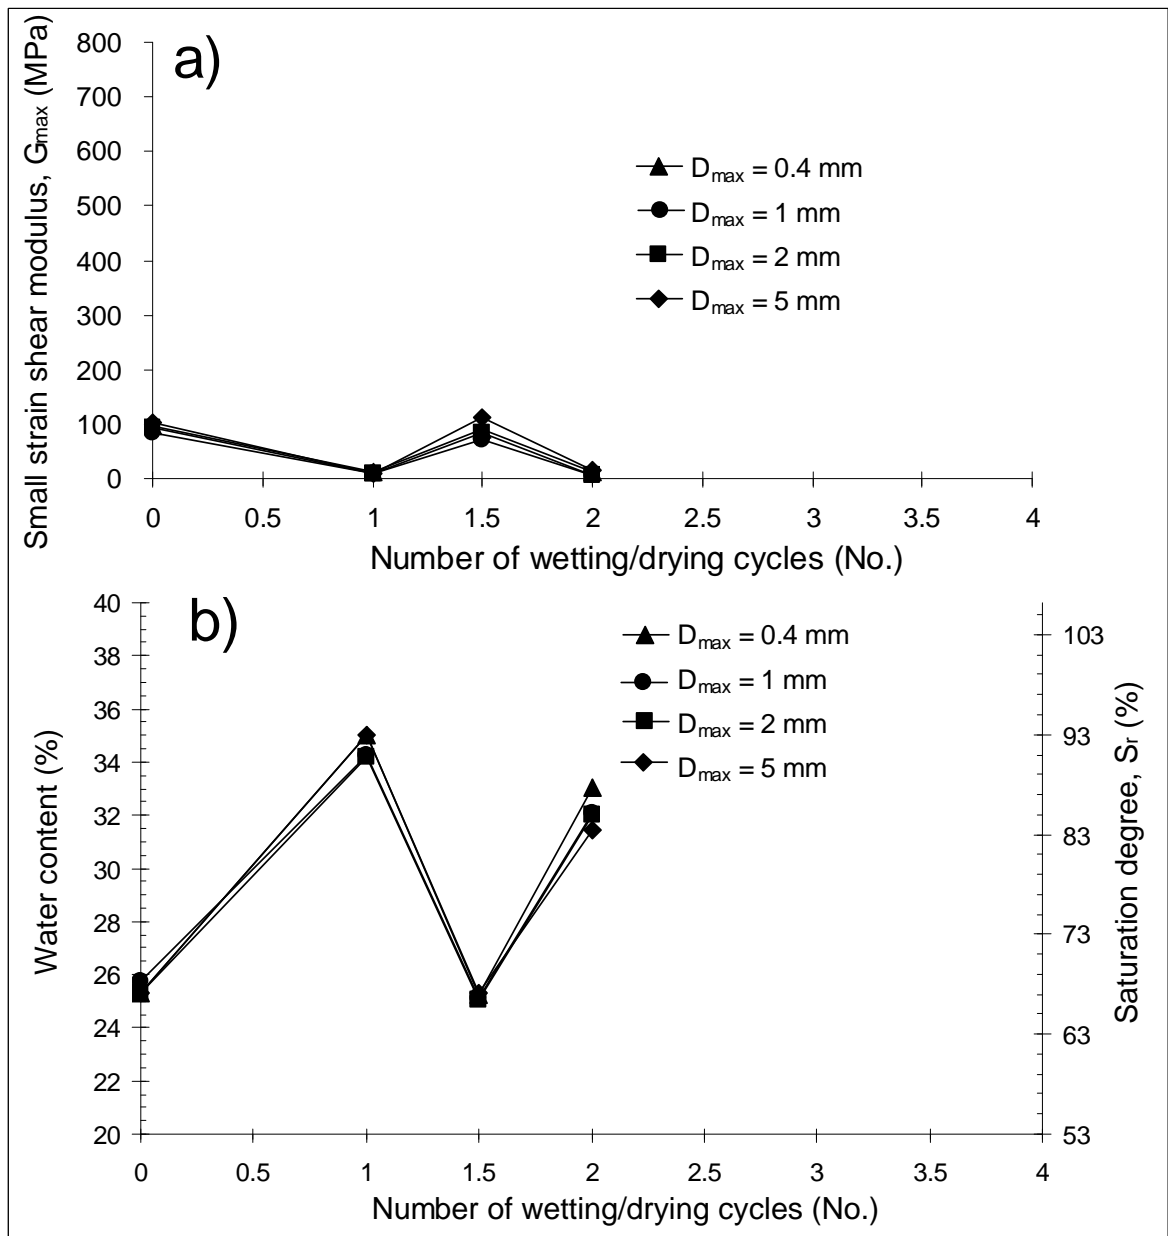 a)
Small strain shear modulus, Gmax (MPa)
800
700
600
500
400
300
200
100
0
Dmax = 0.4 mm
Dmax = 1 mm
Dmax = 2 mm
Dmax = 5 mm
0 0.5 1 1.5 2 2.5 3 3.5 4
Number of wetting/drying cycles (No.)
b)
Water content (%)
40
38
36
34
32
30
28
26
24
22
20
Dmax = 0.4 mm
Dmax = 1 mm
Dmax = 2 mm
Dmax = 5 mm
103
93
83
73
63
53
Saturation degree, Sr (%)
0 0.5 1 1.5 2 2.5 3 3.5 4
Number of wetting/drying cycles (No.)